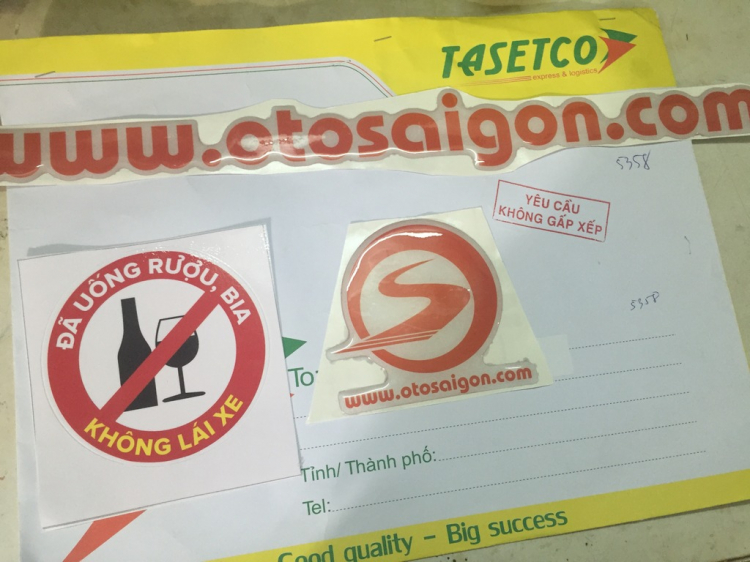 TASETCO
express & logistics
www.otosaigon.com
5358
YÊU CẦU
KHÔNG GẤP XẾP
ĐÃ UỐNG RƯỢU, BIA
KHÔNG LÁI XE
www.otosaigon.com
5358
To:
Tỉnh/ Thành phố:
Tel:
Good quality – Big success